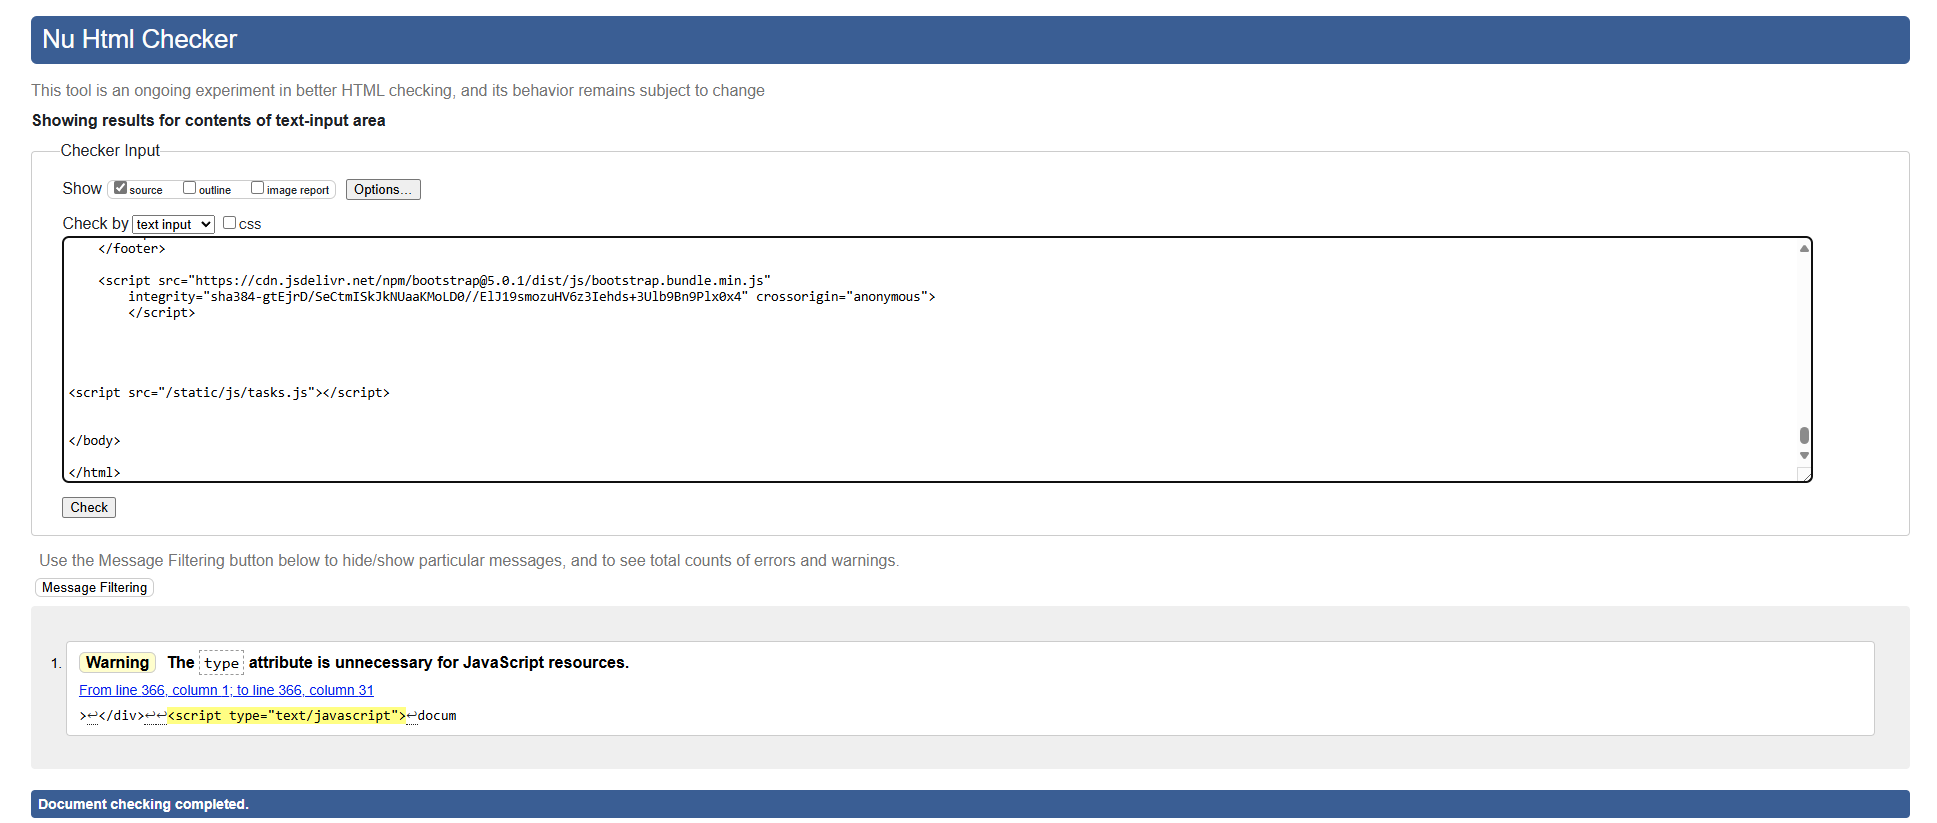 Nu Html Checker
This tool is an ongoing experiment in better HTML checking, and its behavior remains subject to change
Showing results for contents of text-input area
Checker Input
Show source outline image report Options...
Check by text input css
</footer>
<script src="https://cdn.jsdelivr.net/npm/bootstrap@5.0.1/dist/js/bootstrap.bundle.min.js"
integrity="sha384-gtEjrD/SeCtmISkJkNUaaKMoLD0//ElJ19smozuHV6z3Iehds+3Ulb9Bn9Plx0x4" crossorigin="anonymous">
</script>
<script src="/static/js/tasks.js"></script>
</body>
</html>
Check
Use the Message Filtering button below to hide/show particular messages, and to see total counts of errors and warnings.
Message Filtering
1. Warning The type attribute is unnecessary for JavaScript resources.
From line 366, column 1; to line 366, column 31
>↩</div>↩↩<script type="text/javascript">↩docum
Document checking completed.